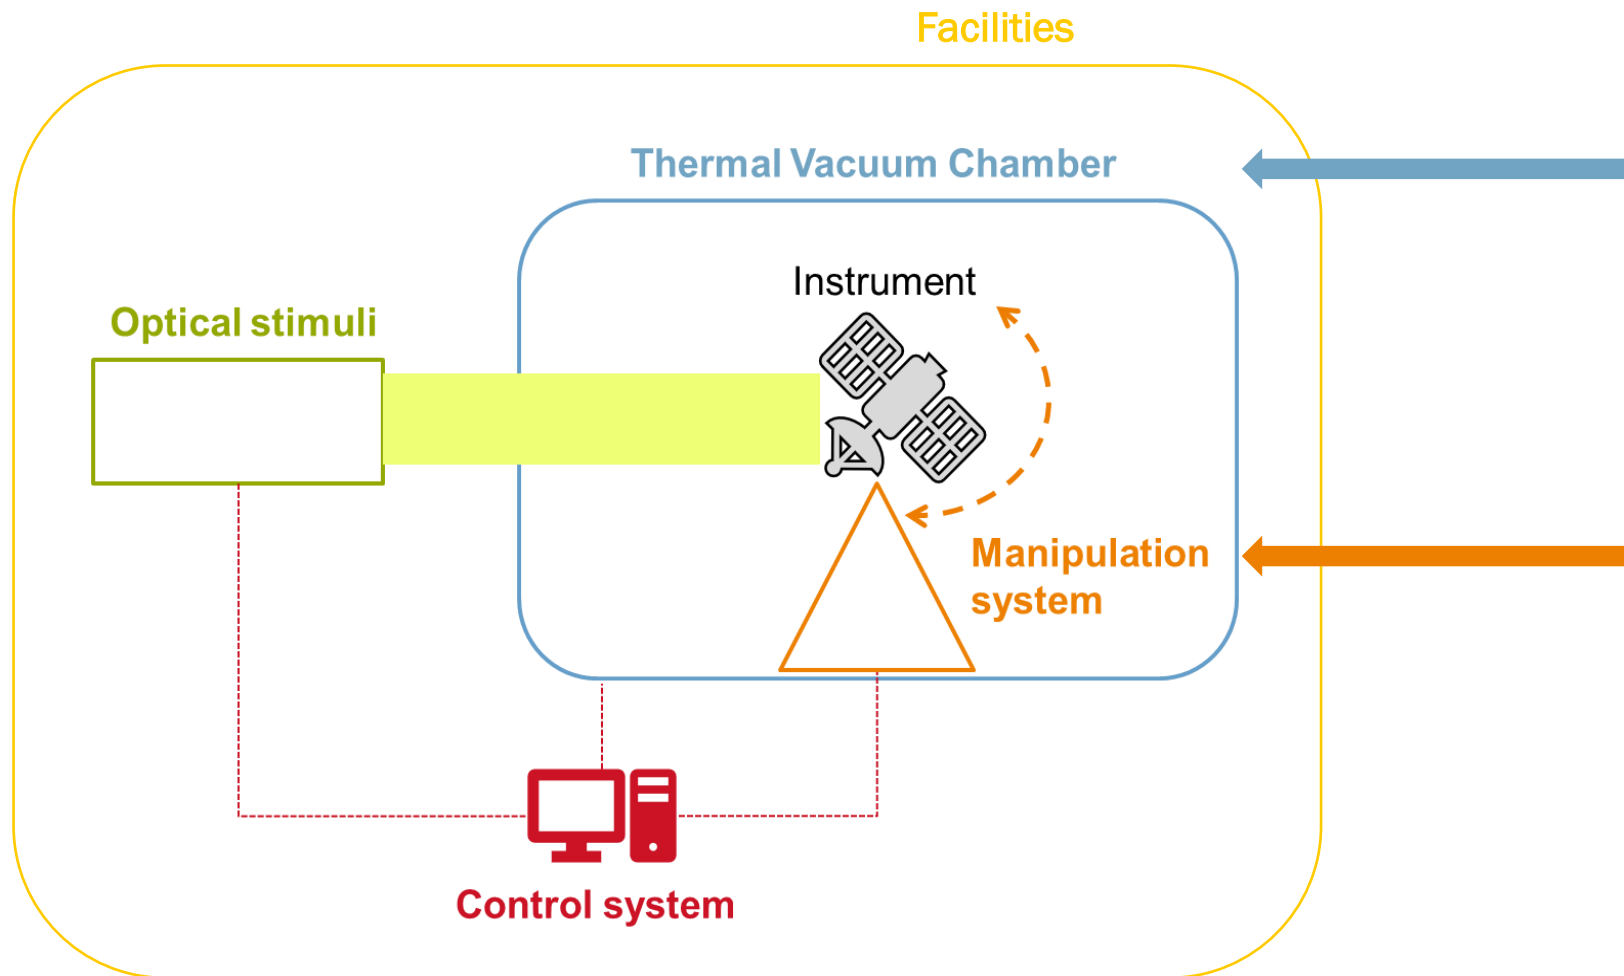 Facilities
Thermal Vacuum Chamber
Instrument
Optical stimuli
Manipulation
system
Control system